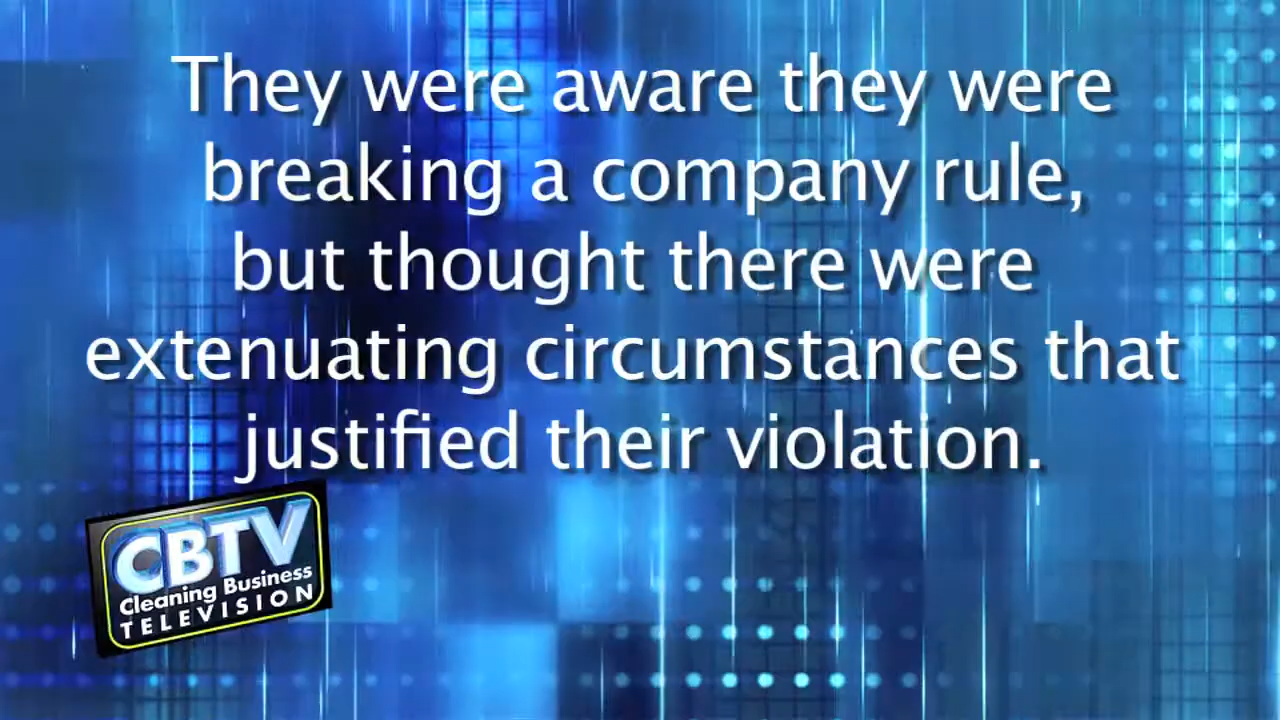 They were aware they were
breaking a company rule,
but thought there were
extenuating circumstances that
justified their violation.
CBTV
Cleaning Business
TELEVISION